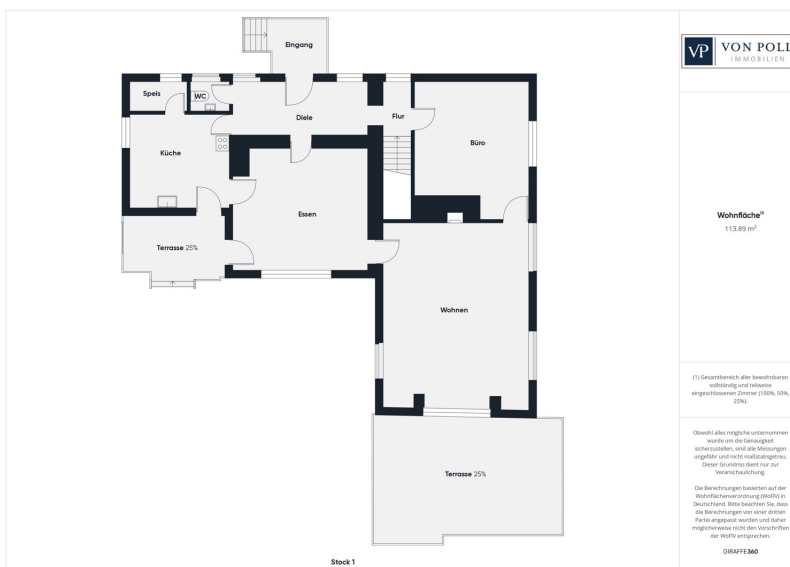 Eingang
Speis
WC
Diele
Flur
Büro
Küche
Essen
Terrasse 25%
Wohnen
Terrasse 25%
Stock 1
VP
VON POLL
IMMOBILIEN
Wohnfläche⁽¹⁾
113.89 m²
(1) Gesamtbereich aller bewohnbaren
vollständig und teilweise
eingeschlossenen Zimmer (100%, 50%,
25%).
Obwohl alles mögliche unternommen
wurde um die Genauigkeit
sicherzustellen, sind alle Messungen
ungefähr und nicht maßstabsgetreu.
Dieser Grundriss dient nur zur
Veranschaulichung.
Die Berechnungen basierten auf der
Wohnflächenverordnung (WoFlV) in
Deutschland. Bitte beachten Sie, dass
die Berechnungen von einer dritten
Partei angepasst wurden und daher
möglicherweise nicht den Vorschriften
der WoFlV entsprechen.
GIRAFFE360